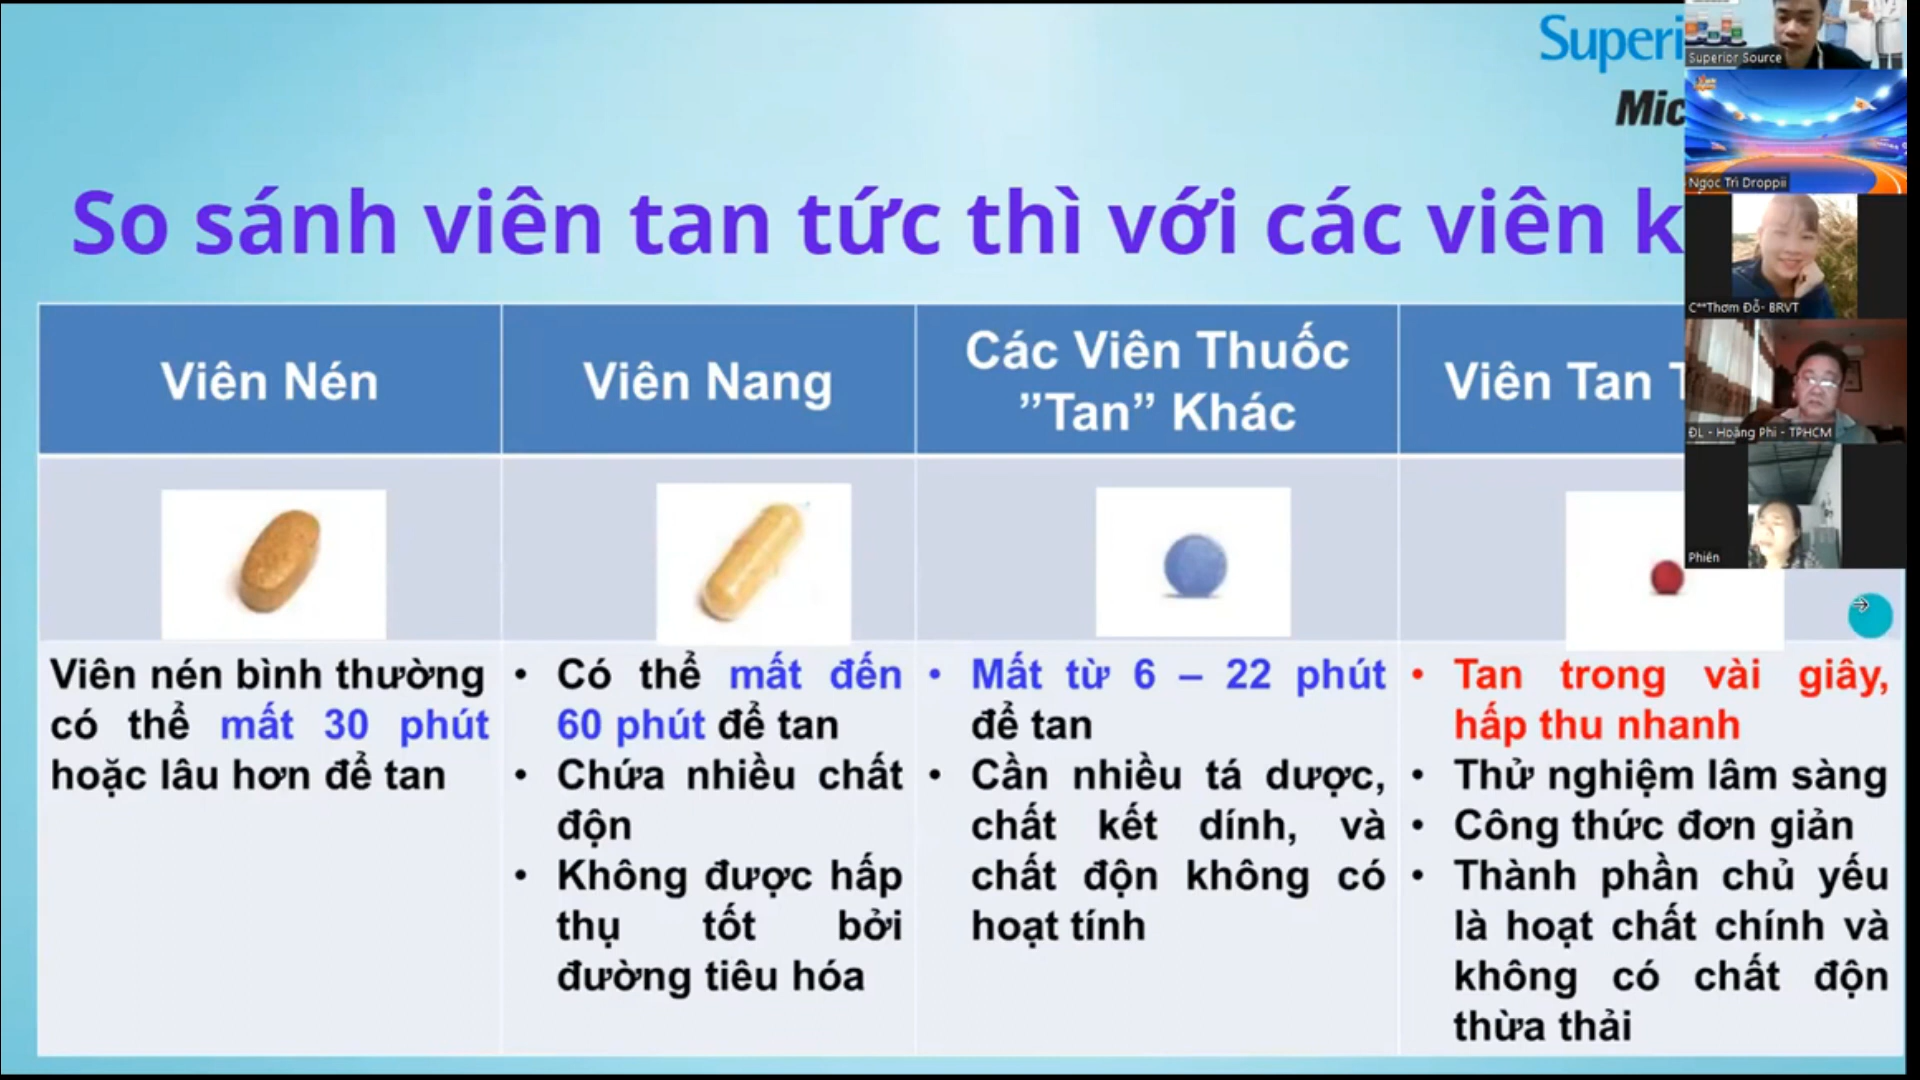 Superi
Mic
So sánh viên tan tức thì với các viên k
Viên Nén
Viên Nang
Các Viên Thuốc
”Tan” Khác
Viên Tan T
Viên nén bình thường
có thể mất 30 phút
hoặc lâu hơn để tan
• Có thể mất đến
60 phút để tan
• Chứa nhiều chất
độn
• Không được hấp
thụ tốt bởi
đường tiêu hóa
• Mất từ 6 – 22 phút
để tan
• Cần nhiều tá dược,
chất kết dính, và
chất độn không có
hoạt tính
• Tan trong vài giây,
hấp thu nhanh
• Thử nghiệm lâm sàng
• Công thức đơn giản
• Thành phần chủ yếu
là hoạt chất chính và
không có chất độn
thừa thải
Superior Source
Ngọc Trì Droppii
C**Thơm Đỗ- BRVT
ĐL - Hoàng Phi - TPHCM
Phiên